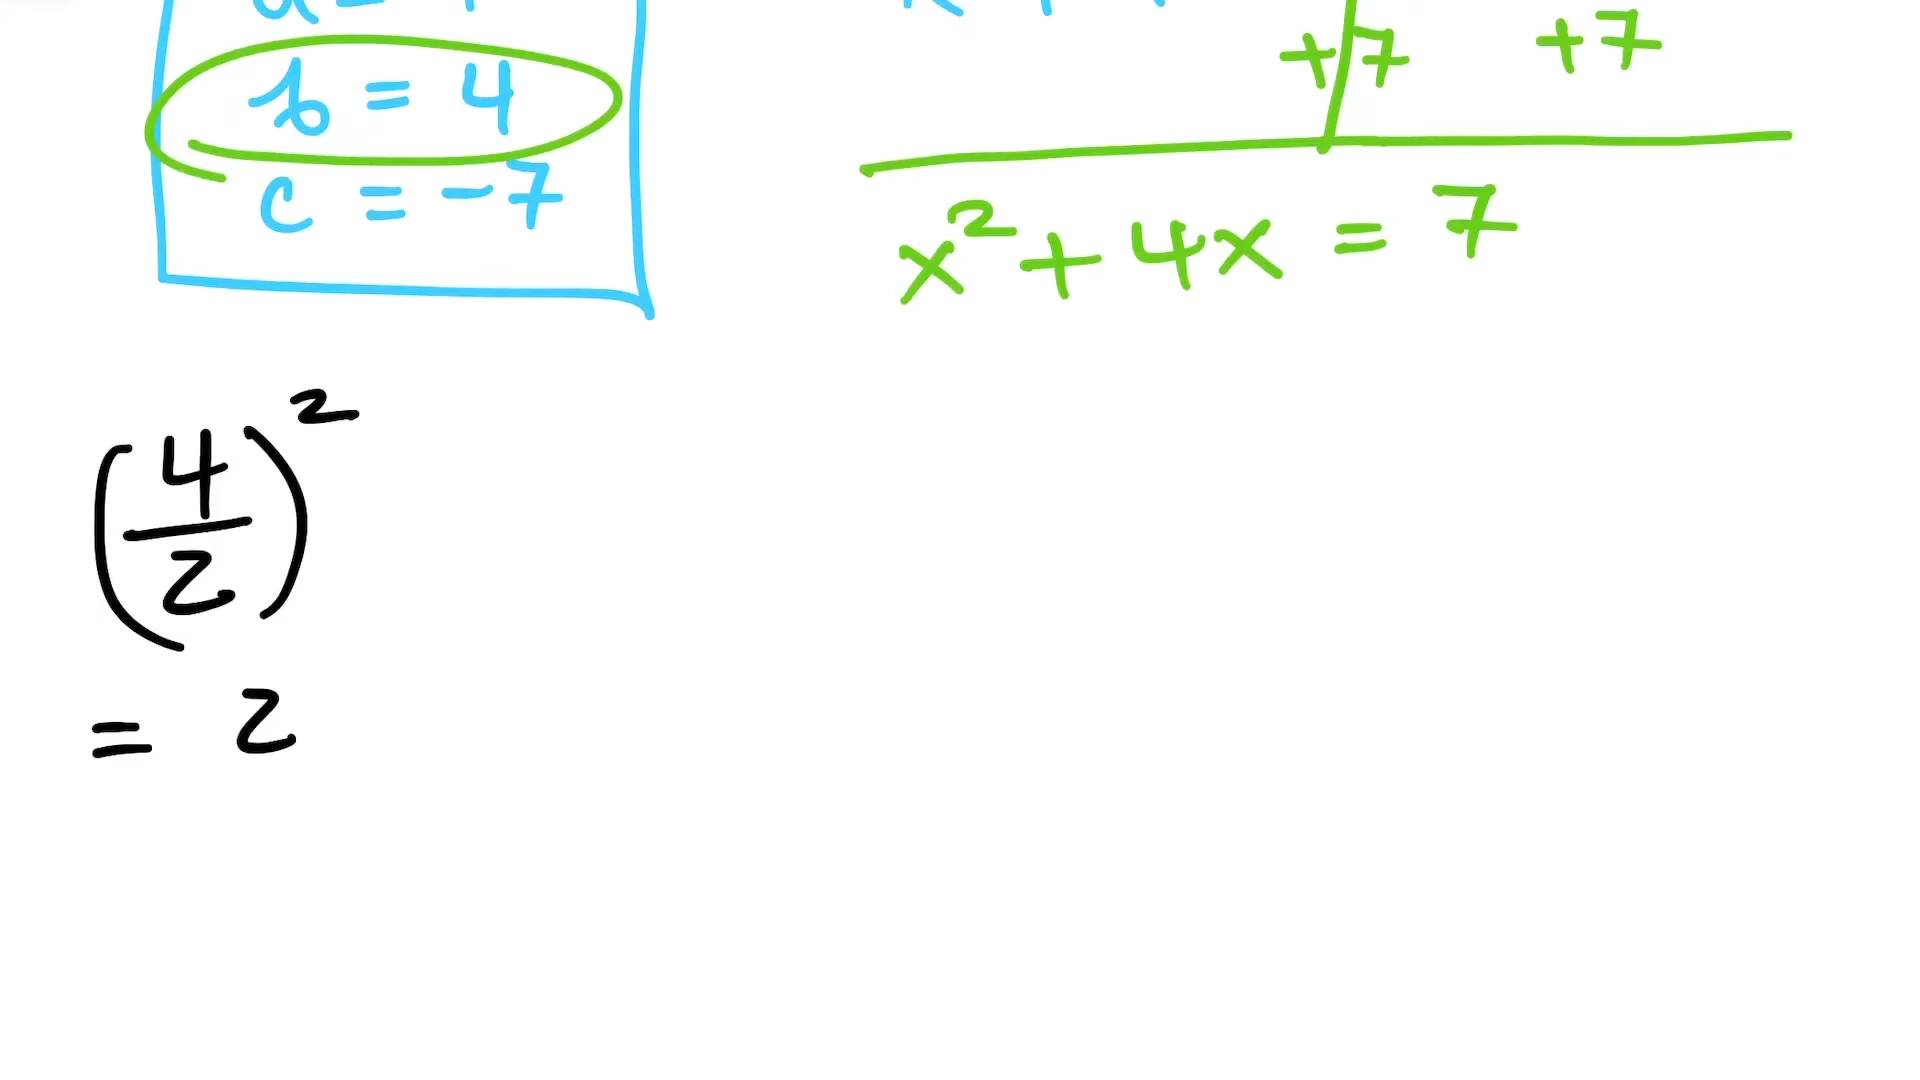 b = 4
c = -7
+7 +7
x² + 4x = 7
(4/2)²
= 2